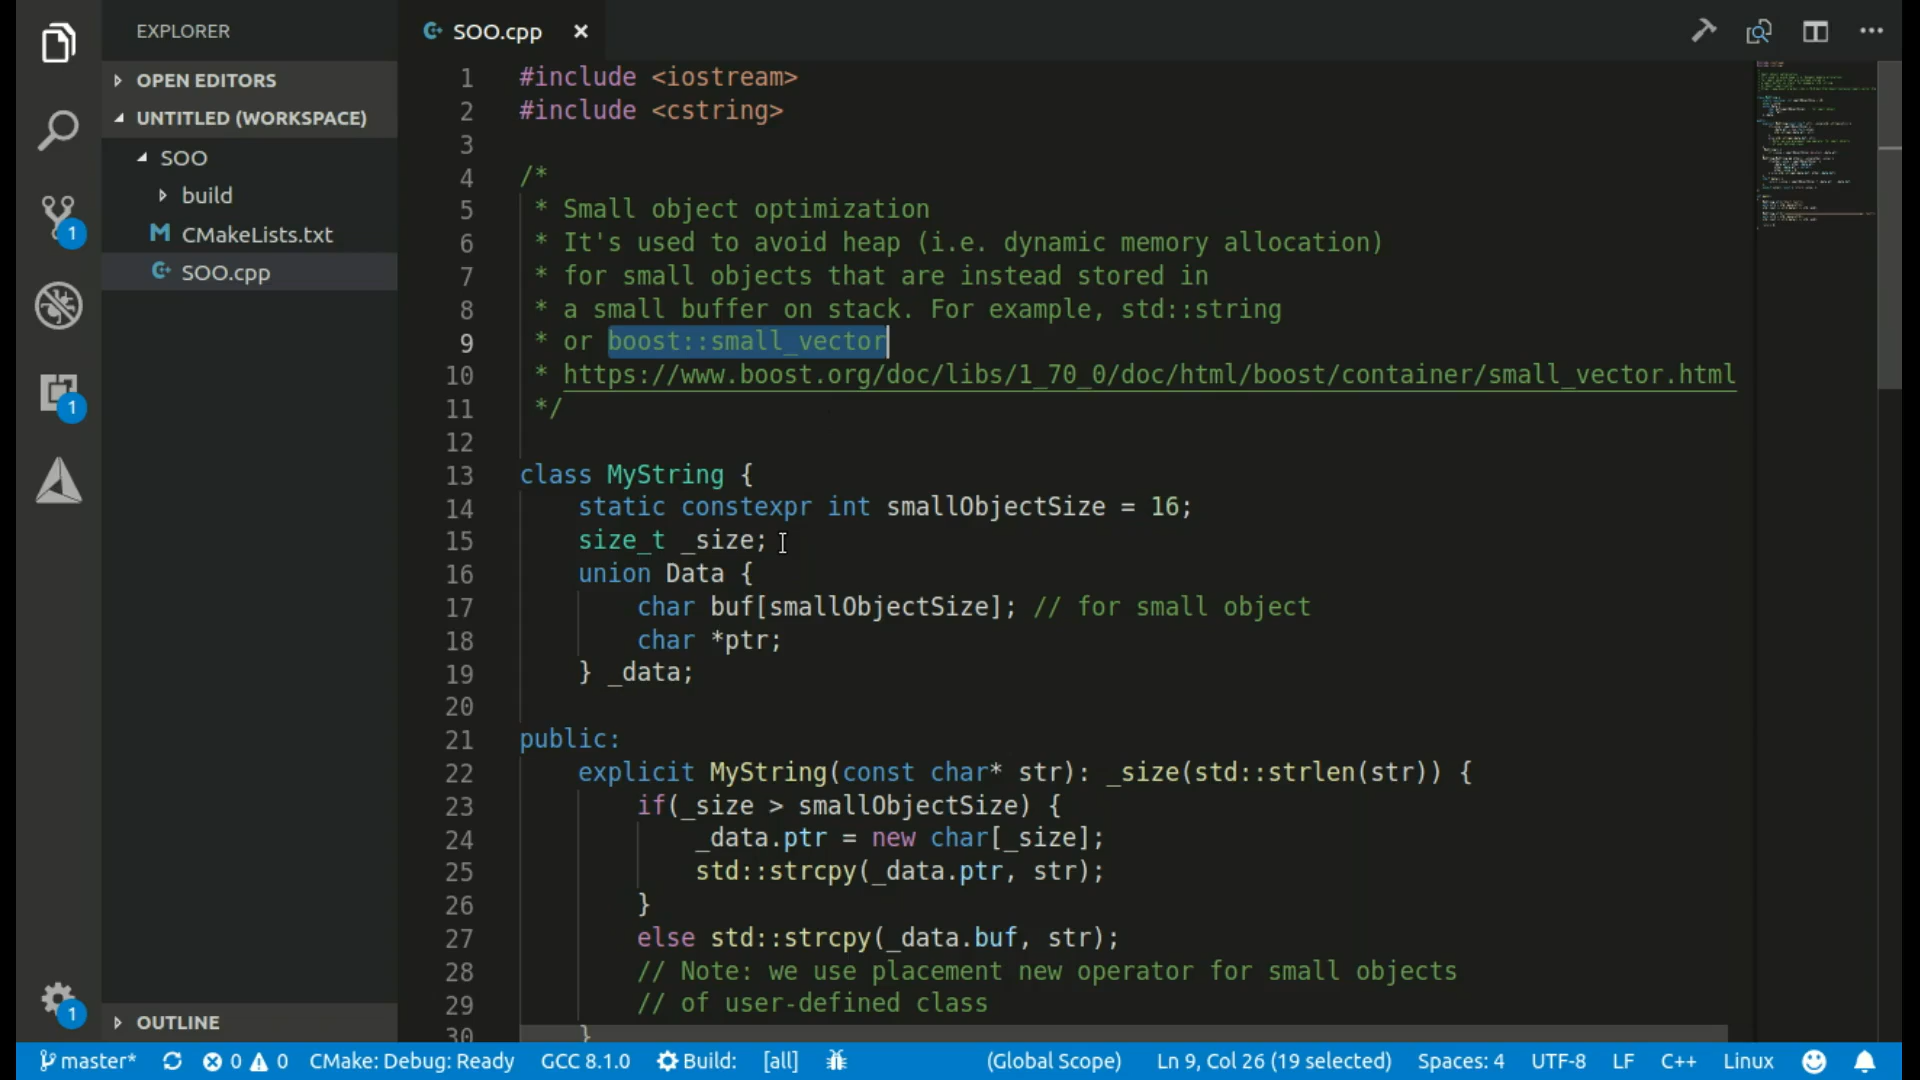 EXPLORER
SOO.cpp
OPEN EDITORS
UNTITLED (WORKSPACE)
SOO
build
CMakeLists.txt
SOO.cpp
OUTLINE
1
1
1
1 #include <iostream>
2 #include <cstring>
3
4 /*
5 * Small object optimization
6 * It's used to avoid heap (i.e. dynamic memory allocation)
7 * for small objects that are instead stored in
8 * a small buffer on stack. For example, std::string
9 * or boost::small_vector
10 * https://www.boost.org/doc/libs/1_70_0/doc/html/boost/container/small_vector.html
11 */
12
13 class MyString {
14 static constexpr int smallObjectSize = 16;
15 size_t _size;
16 union Data {
17 char buf[smallObjectSize]; // for small object
18 char *ptr;
19 } _data;
20
21 public:
22 explicit MyString(const char* str): _size(std::strlen(str)) {
23 if(_size > smallObjectSize) {
24 _data.ptr = new char[_size];
25 std::strcpy(_data.ptr, str);
26 }
27 else std::strcpy(_data.buf, str);
28 // Note: we use placement new operator for small objects
29 // of user-defined class
30 }
master* 0 0 CMake: Debug: Ready GCC 8.1.0 Build: [all] (Global Scope) Ln 9, Col 26 (19 selected) Spaces: 4 UTF-8 LF C++ Linux